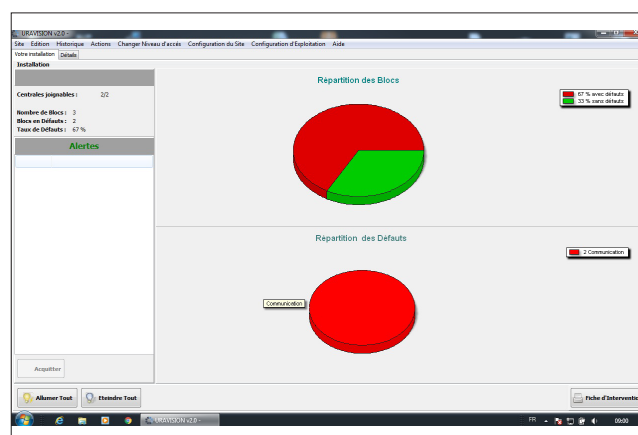 URAVISION v2.0 -
Site Edition Historique Actions Changer Niveau d'accès Configuration du Site Configuration d'Exploitation Aide
Votre installation Détails
Installation
Centrales joignables : 2/2
Nombre de Blocs : 3
Blocs en Défauts : 2
Taux de Défauts : 67 %
Alertes
Acquitter
Répartition des Blocs
67 % avec défauts
33 % sans défauts
Répartition des Défauts
2 Communication
Communication
Allumer Tout Eteindre Tout Fiche d'Interventio
URAVISION v2.0 - FR 09:00